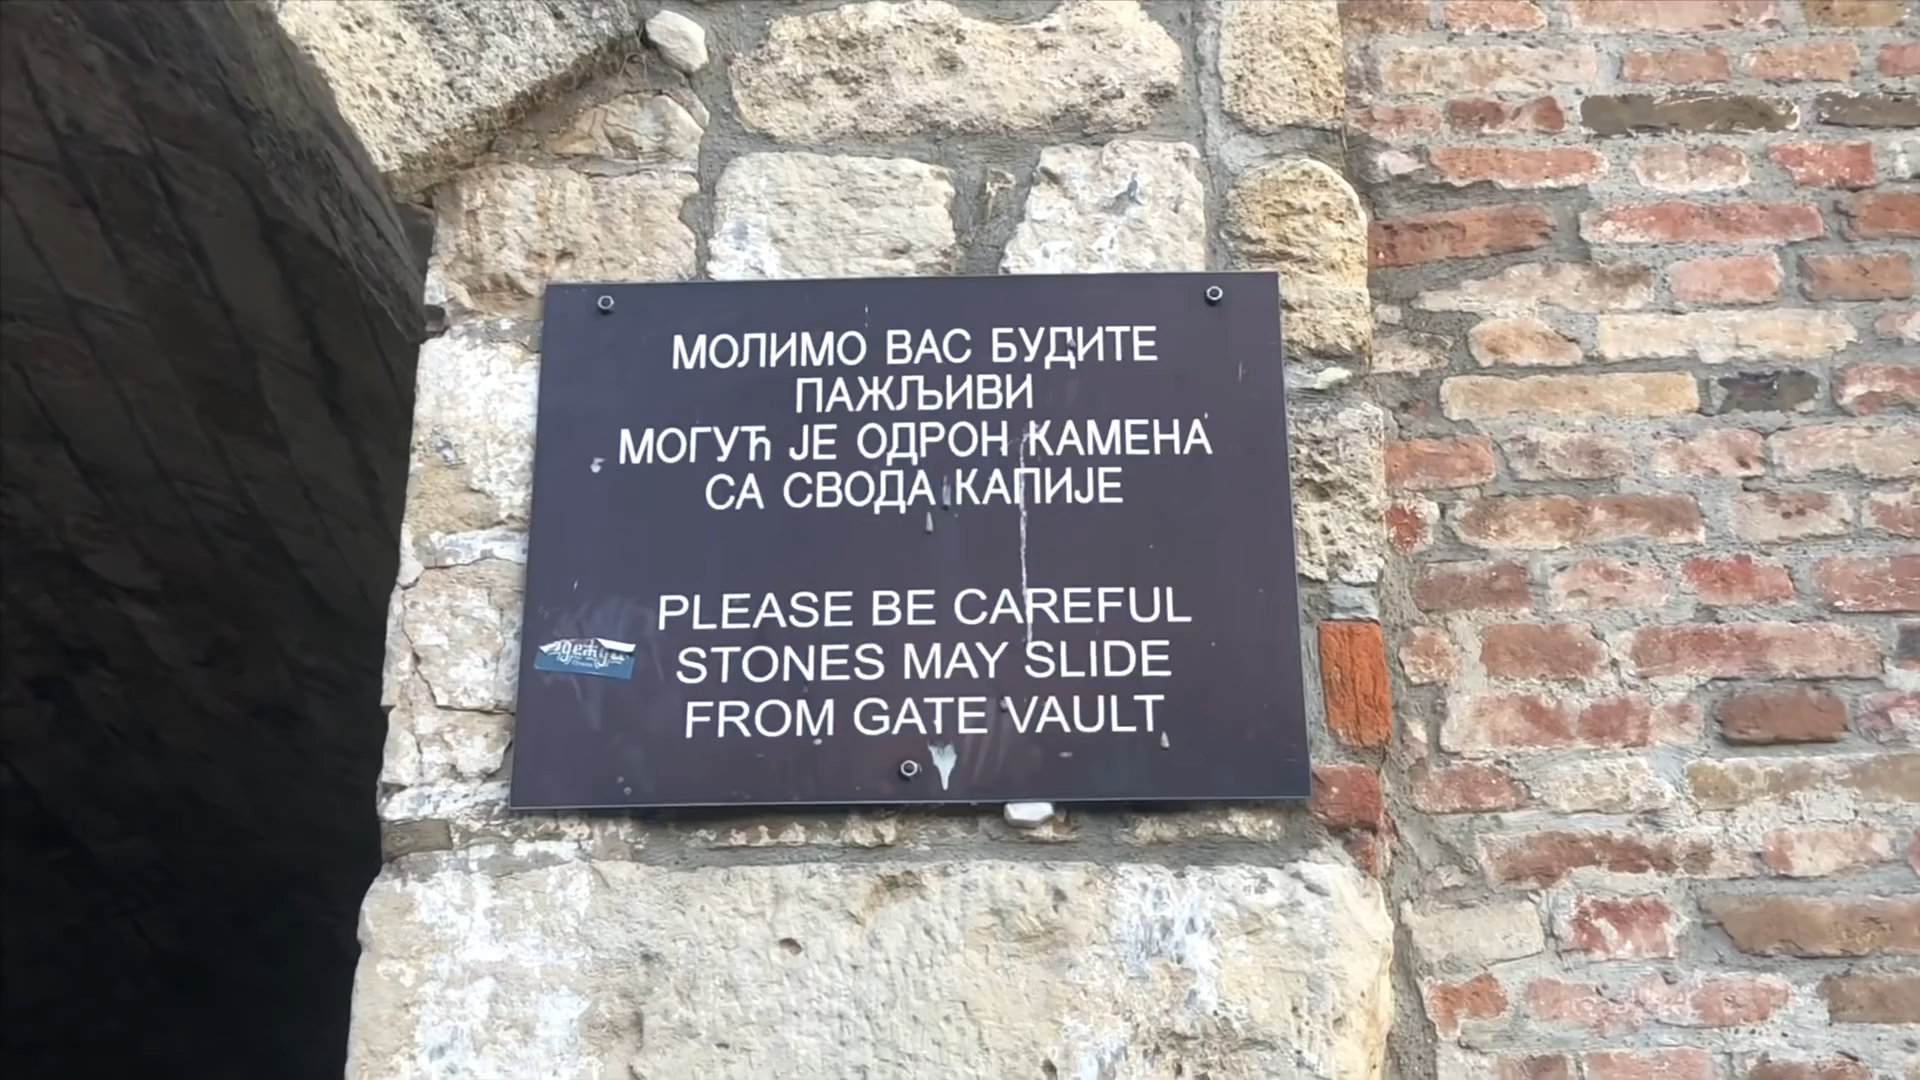 МОЛИМО ВАС БУДИТЕ
ПАЖЉИВИ
МОГУЋ ЈЕ ОДРОН КАМЕНА
СА СВОДА КАПИЈЕ
PLEASE BE CAREFUL
STONES MAY SLIDE
FROM GATE VAULT